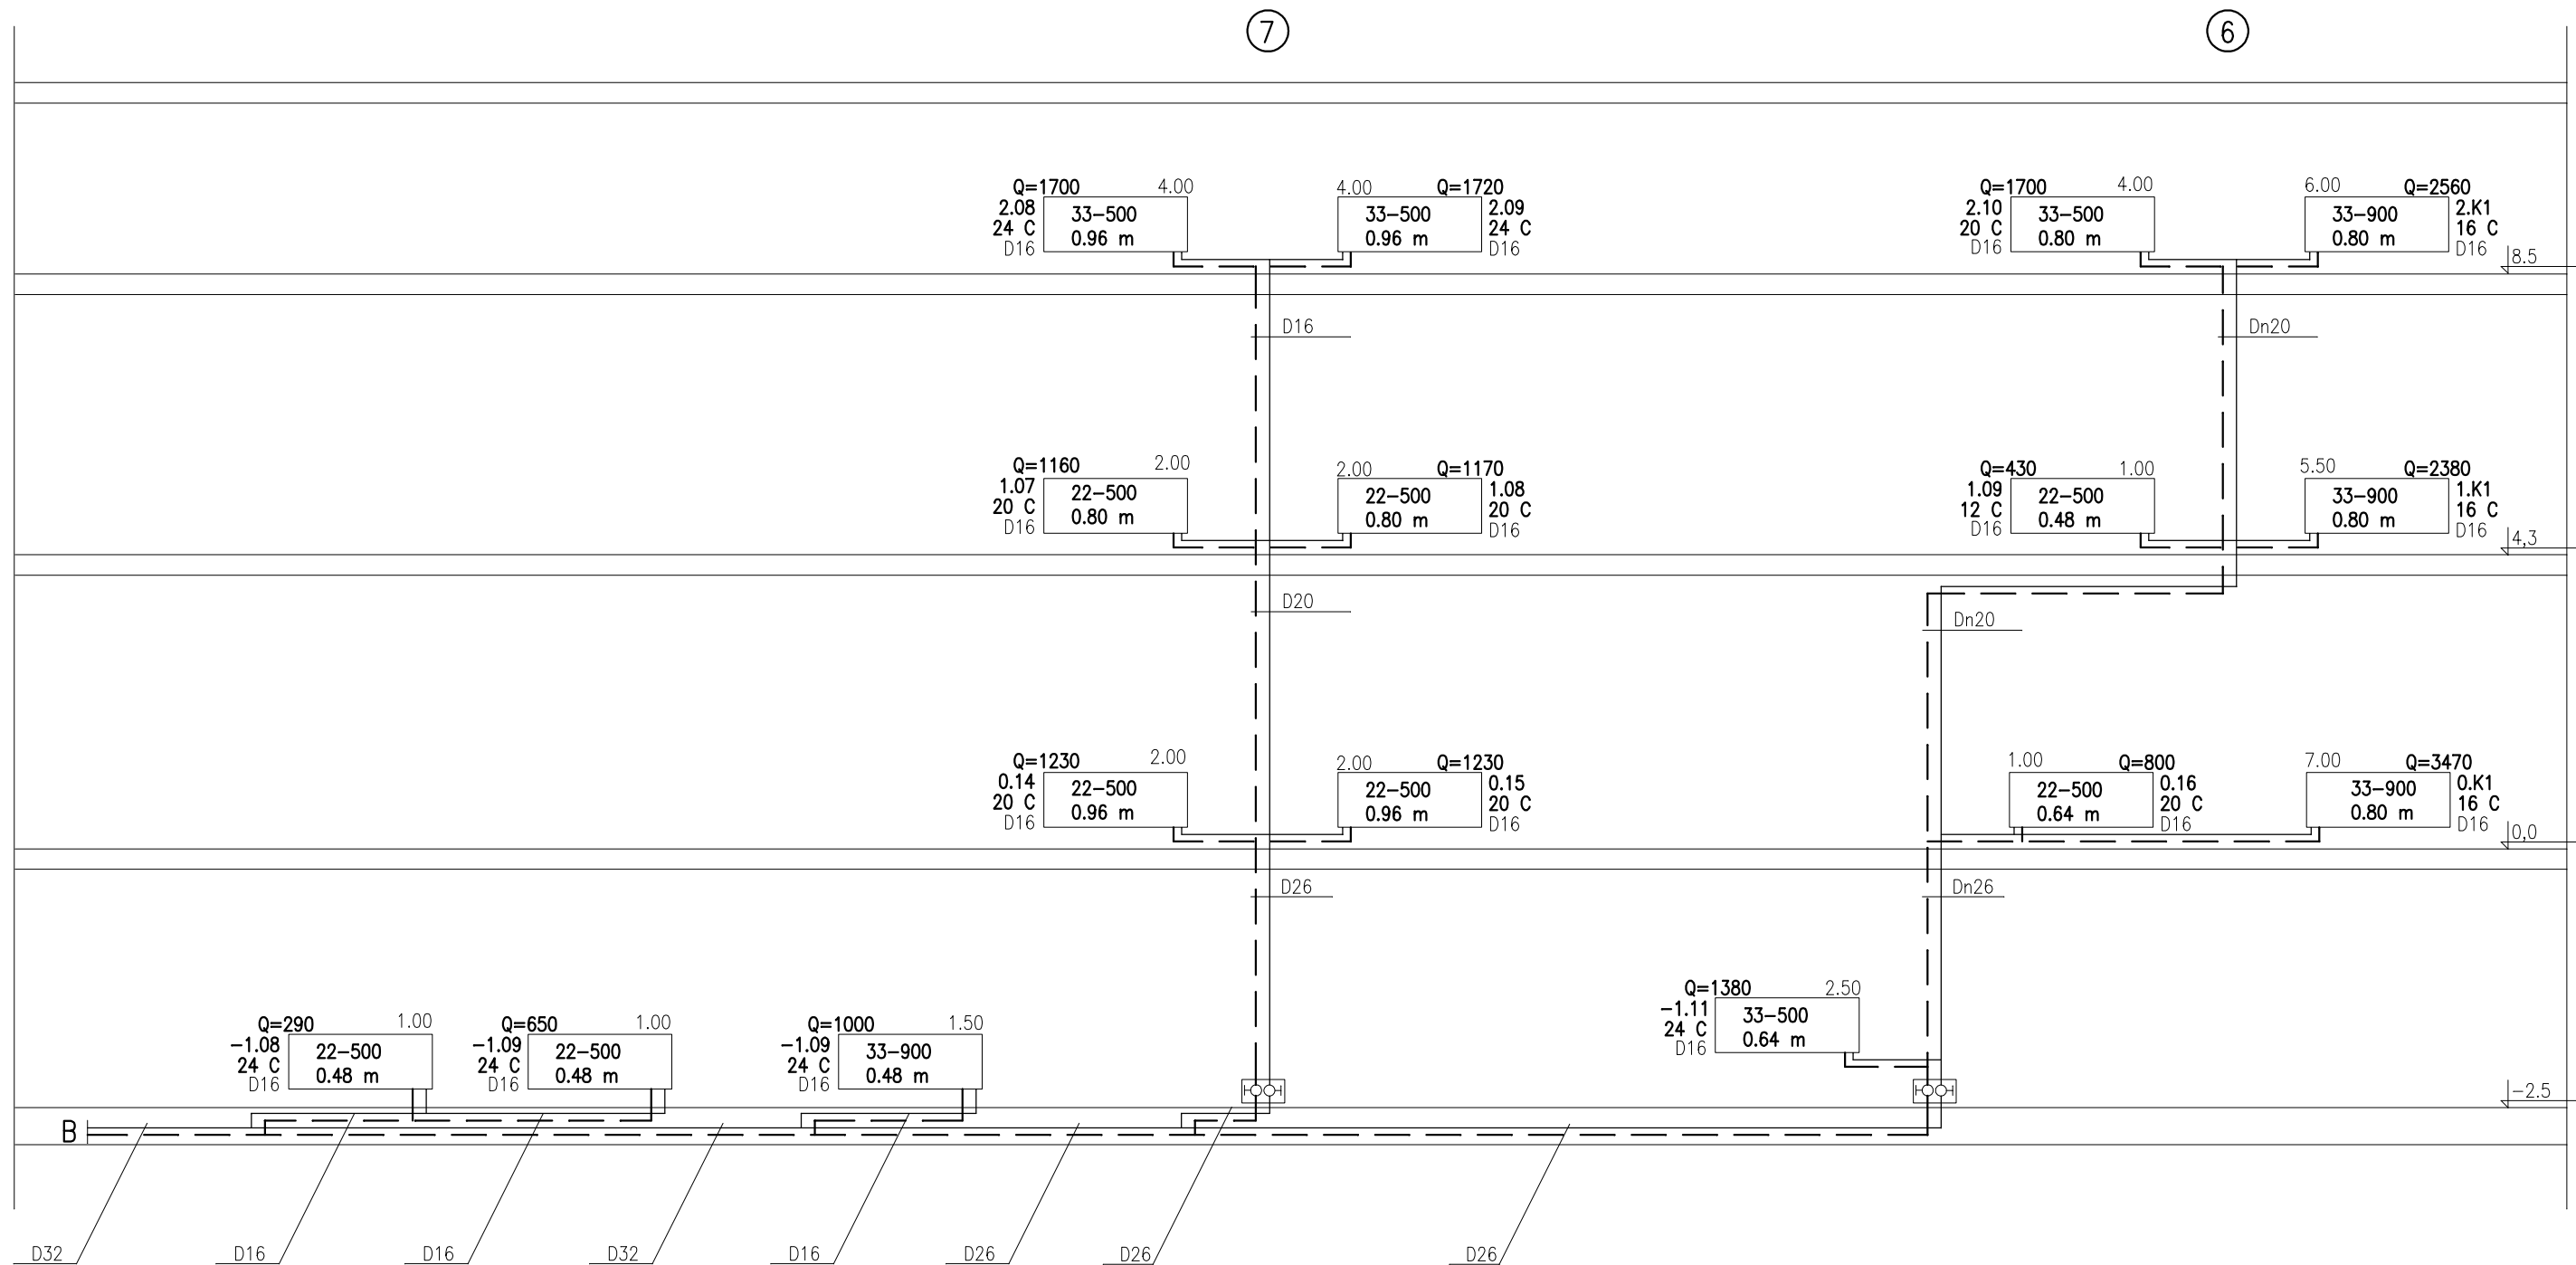 7
6
Q=1700 4.00
2.08
24 C
D16
33-500
0.96 m
4.00 Q=1720
33-500
0.96 m
2.09
24 C
D16
Q=1700 4.00
2.10
20 C
D16
33-500
0.80 m
6.00 Q=2560
33-900
0.80 m
2.K1
16 C
D16
8.5
D16
Dn20
Q=1160 2.00
1.07
20 C
D16
22-500
0.80 m
2.00 Q=1170
22-500
0.80 m
1.08
20 C
D16
Q=430 1.00
1.09
12 C
D16
22-500
0.48 m
5.50 Q=2380
33-900
0.80 m
1.K1
16 C
D16
4,3
D20
Dn20
Q=1230 2.00
0.14
20 C
D16
22-500
0.96 m
2.00 Q=1230
22-500
0.96 m
0.15
20 C
D16
1.00 Q=800
22-500
0.64 m
0.16
20 C
D16
7.00 Q=3470
33-900
0.80 m
0.K1
16 C
D16
0,0
D26
Dn26
Q=290 1.00
-1.08
24 C
D16
22-500
0.48 m
Q=650 1.00
-1.09
24 C
D16
22-500
0.48 m
Q=1000 1.50
-1.09
24 C
D16
33-900
0.48 m
Q=1380 2.50
-1.11
24 C
D16
33-500
0.64 m
-2.5
B
D32 D16 D16 D32 D16 D26 D26 D26